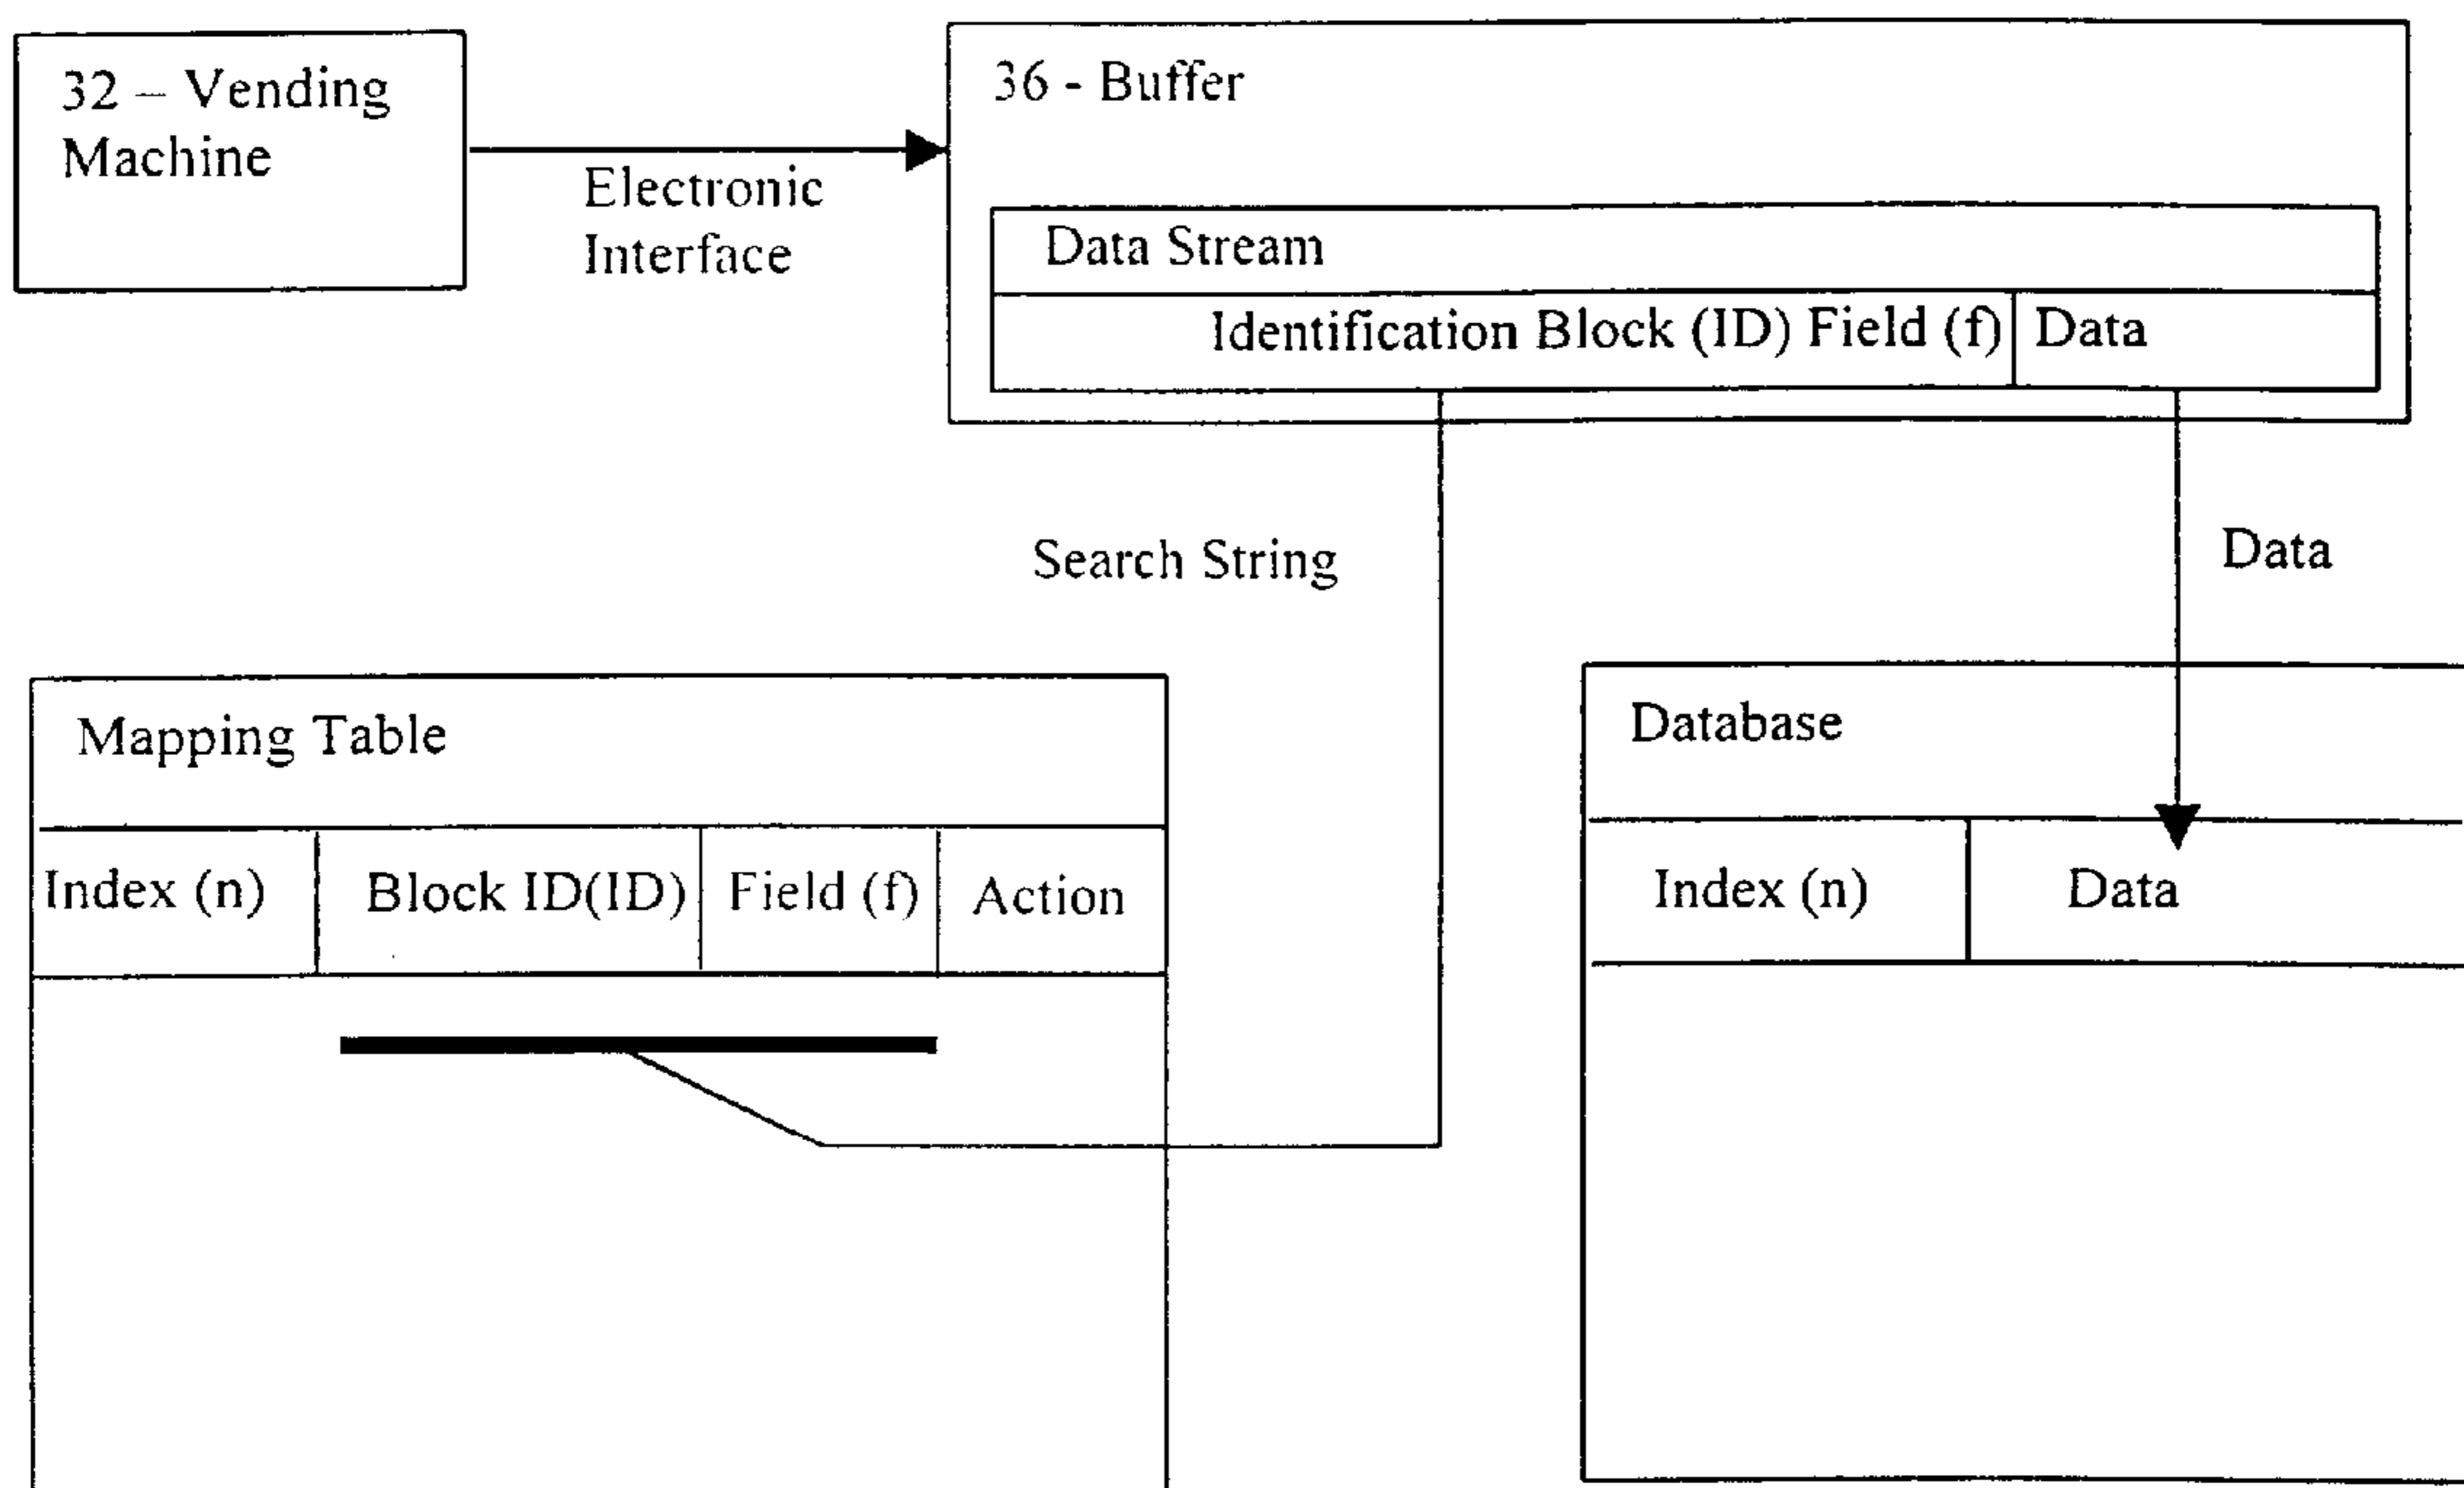 32 – Vending
Machine
Electronic
Interface
36 - Buffer
Data Stream
Identification Block (ID) Field (f) Data
Search String
Data
Mapping Table
Index (n) Block ID(ID) Field (f) Action
Database
Index (n) Data